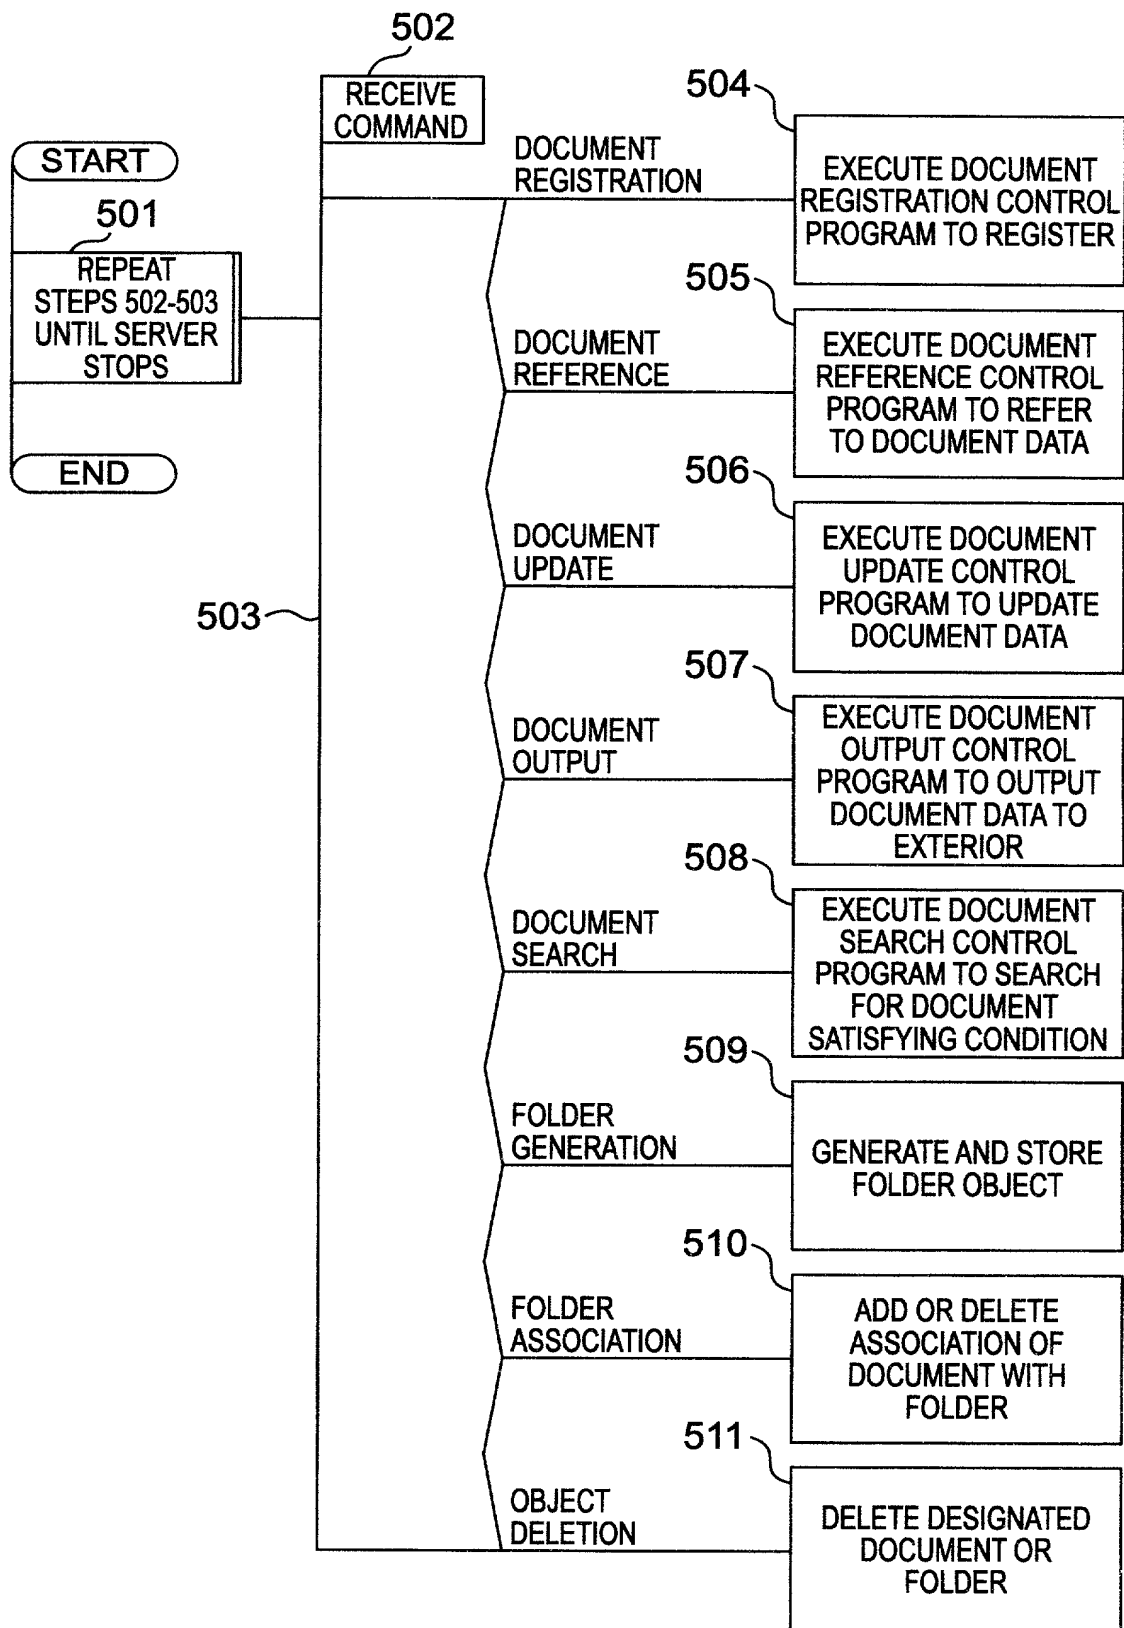 START
501
REPEAT
STEPS 502-503
UNTIL SERVER
STOPS
END
502
RECEIVE
COMMAND
503
DOCUMENT
REGISTRATION
504
EXECUTE DOCUMENT
REGISTRATION CONTROL
PROGRAM TO REGISTER
DOCUMENT
REFERENCE
505
EXECUTE DOCUMENT
REFERENCE CONTROL
PROGRAM TO REFER
TO DOCUMENT DATA
DOCUMENT
UPDATE
506
EXECUTE DOCUMENT
UPDATE CONTROL
PROGRAM TO UPDATE
DOCUMENT DATA
DOCUMENT
OUTPUT
507
EXECUTE DOCUMENT
OUTPUT CONTROL
PROGRAM TO OUTPUT
DOCUMENT DATA TO
EXTERIOR
DOCUMENT
SEARCH
508
EXECUTE DOCUMENT
SEARCH CONTROL
PROGRAM TO SEARCH
FOR DOCUMENT
SATISFYING CONDITION
FOLDER
GENERATION
509
GENERATE AND STORE
FOLDER OBJECT
FOLDER
ASSOCIATION
510
ADD OR DELETE
ASSOCIATION OF
DOCUMENT WITH
FOLDER
OBJECT
DELETION
511
DELETE DESIGNATED
DOCUMENT OR
FOLDER